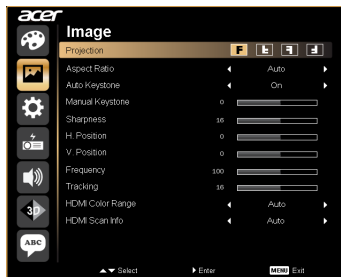 acer
Image
Projection F F F F
Aspect Ratio Auto
Auto Keystone On
Manual Keystone 0
Sharpness 16
H. Position 0
V. Position 0
Frequency 100
Tracking 16
HDMI Color Range Auto
HDMI Scan Info Auto
3D
ABC
Select Enter MENU Exit